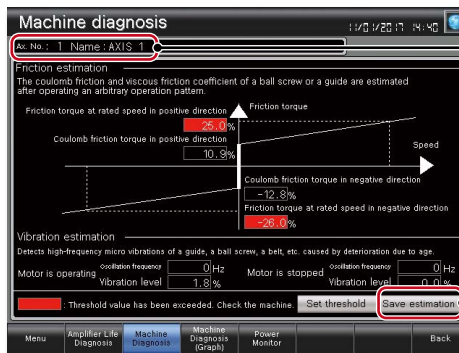 Machine diagnosis
11/01/2017 14:40
Ax. No.: 1 Name:AXIS 1
Friction estimation
The coulomb friction and viscous friction coefficient of a ball screw or a guide are estimated
after operating an arbitrary operation pattern.
Friction torque at rated speed in positive direction
Friction torque
25.0%
Coulomb friction torque in positive direction
10.9%
Speed
Coulomb friction torque in negative direction
-12.8%
Friction torque at rated speed in negative direction
-26.0%
Vibration estimation
Detects high-frequency micro vibrations of a guide, a ball screw, a belt, etc. caused by deterioration due to age.
Motor is operating
Oscillation frequency 0 Hz
Vibration level 1.8 %
Motor is stopped
Oscillation frequency 0 Hz
Vibration level 0.0 %
: Threshold value has been exceeded. Check the machine.
Set threshold
Save estimation
Menu
Amplifier Life Diagnosis
Machine Diagnosis
Machine Diagnosis (Graph)
Power Monitor
Back